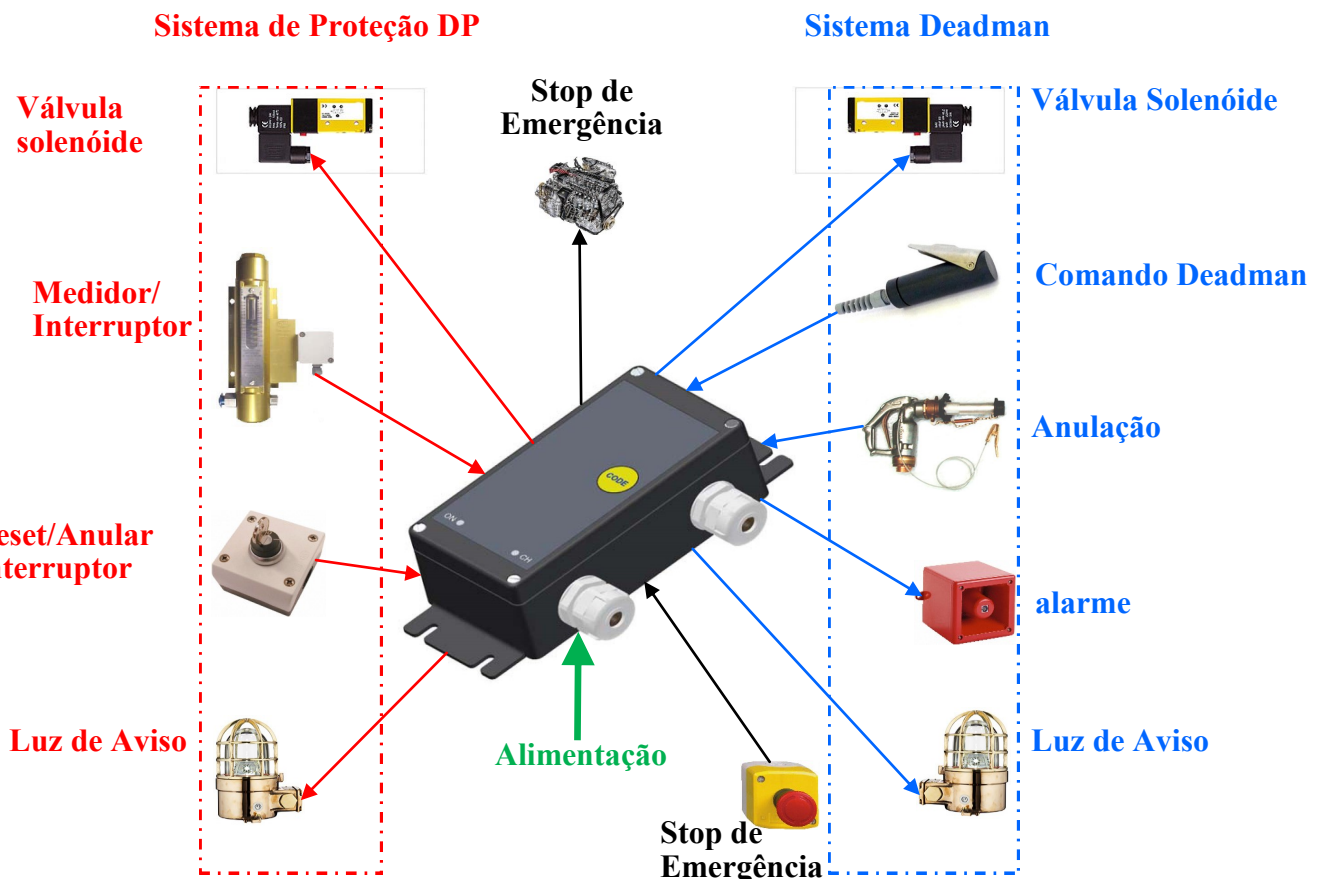 Sistema de Proteção DP
Sistema Deadman
Válvula
solenóide
Stop de
Emergência
Válvula Solenóide
Medidor/
Interruptor
Comando Deadman
Anulação
CODE
ON
CH
eset/Anular
nterruptor
alarme
Luz de Aviso
Alimentação
Luz de Aviso
Stop de
Emergência